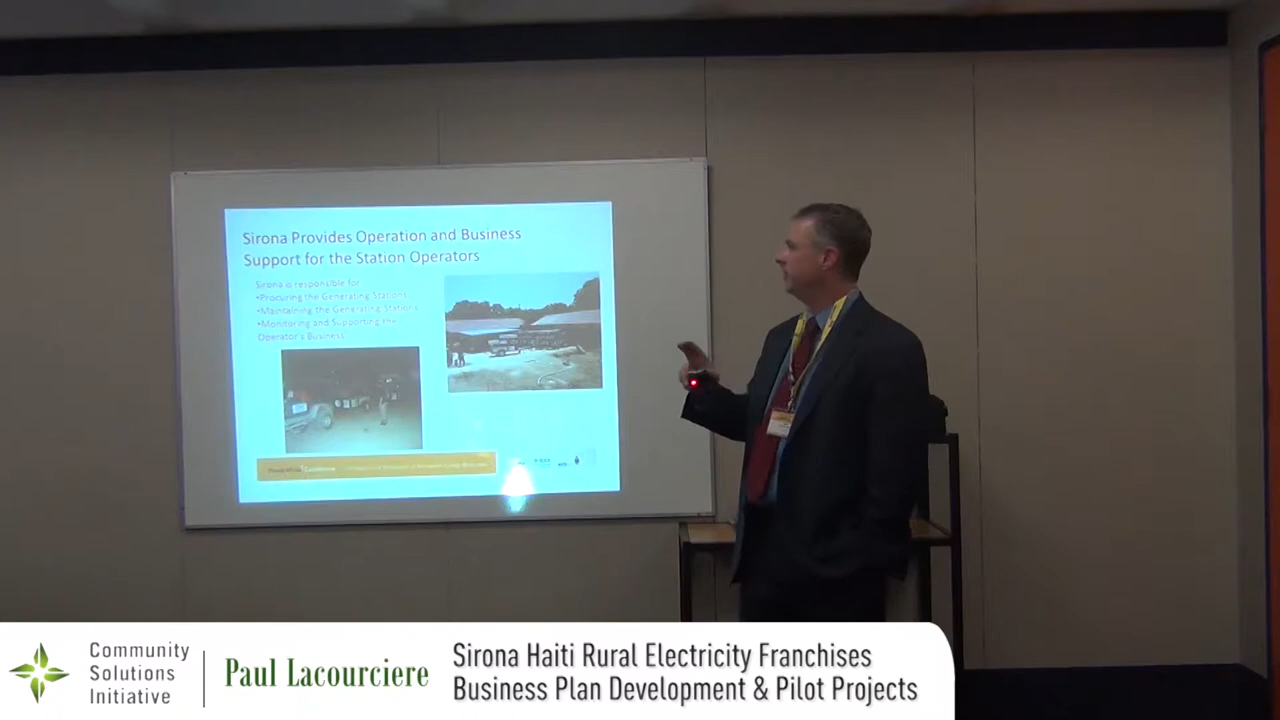 Sirona Provides Operation and Business
Support for the Station Operators
Sirona is responsible for
•Procuring the Generating Stations
•Maintaining the Generating Stations
•Monitoring and Supporting the
Operator's Business
Community
Solutions
Initiative
Paul Lacourciere
Sirona Haiti Rural Electricity Franchises
Business Plan Development & Pilot Projects